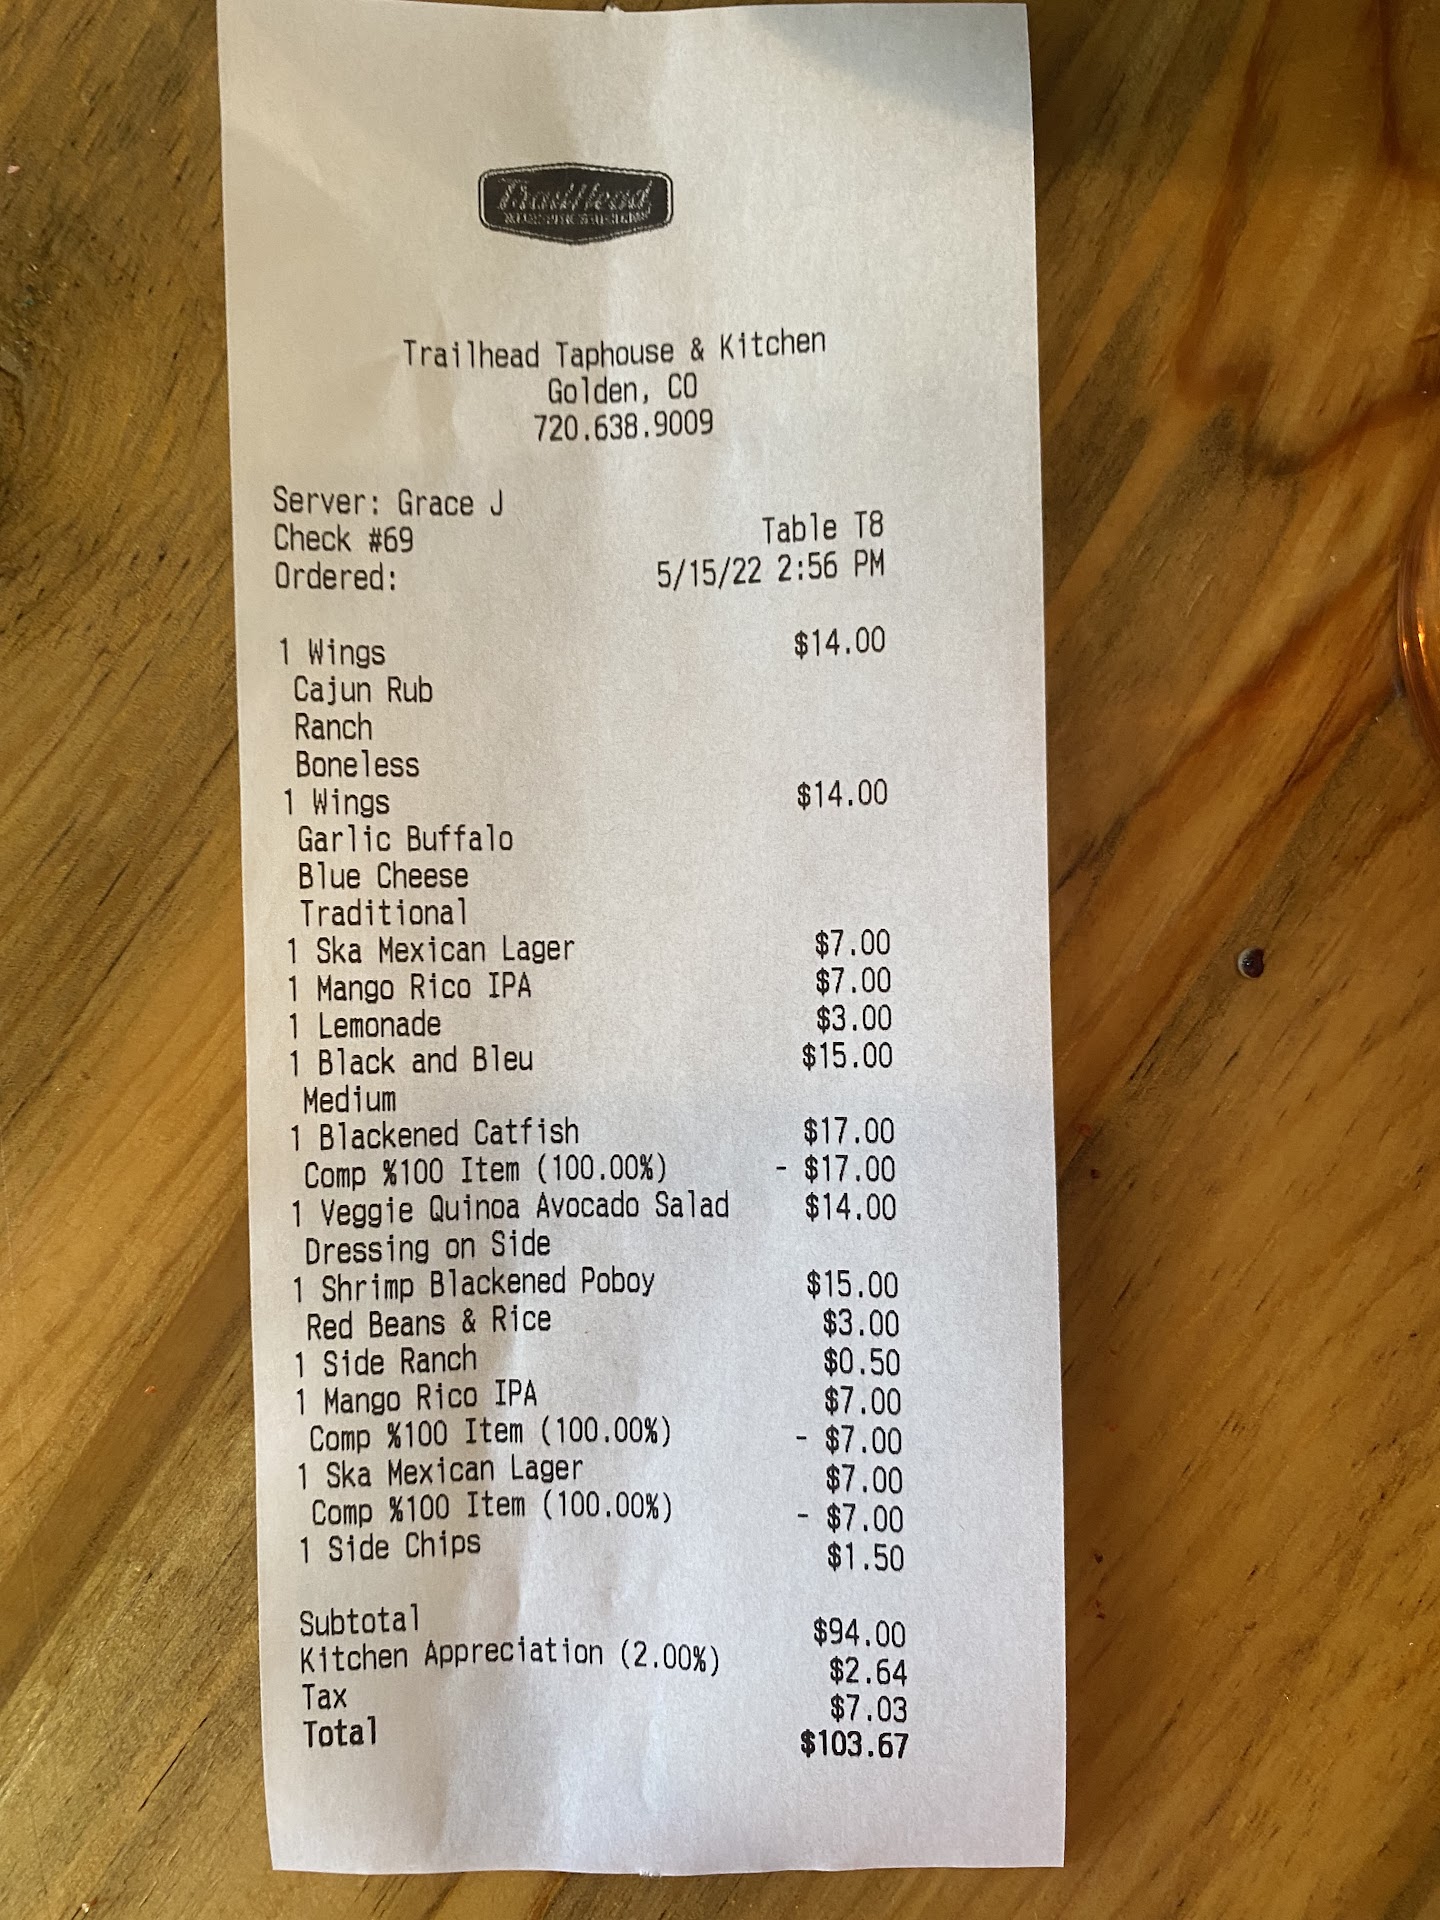 TrailHead
Trailhead Taphouse & Kitchen
Golden, CO
720.638.9009
Server: Grace J
Check #69 Table T8
Ordered: 5/15/22 2:56 PM
1 Wings $14.00
Cajun Rub
Ranch
Boneless
1 Wings $14.00
Garlic Buffalo
Blue Cheese
Traditional
1 Ska Mexican Lager $7.00
1 Mango Rico IPA $7.00
1 Lemonade $3.00
1 Black and Bleu $15.00
Medium
1 Blackened Catfish $17.00
Comp %100 Item (100.00%) - $17.00
1 Veggie Quinoa Avocado Salad $14.00
Dressing on Side
1 Shrimp Blackened Poboy $15.00
Red Beans & Rice $3.00
1 Side Ranch $0.50
1 Mango Rico IPA $7.00
Comp %100 Item (100.00%) - $7.00
1 Ska Mexican Lager $7.00
Comp %100 Item (100.00%) - $7.00
1 Side Chips $1.50
Subtotal $94.00
Kitchen Appreciation (2.00%) $2.64
Tax $7.03
Total $103.67